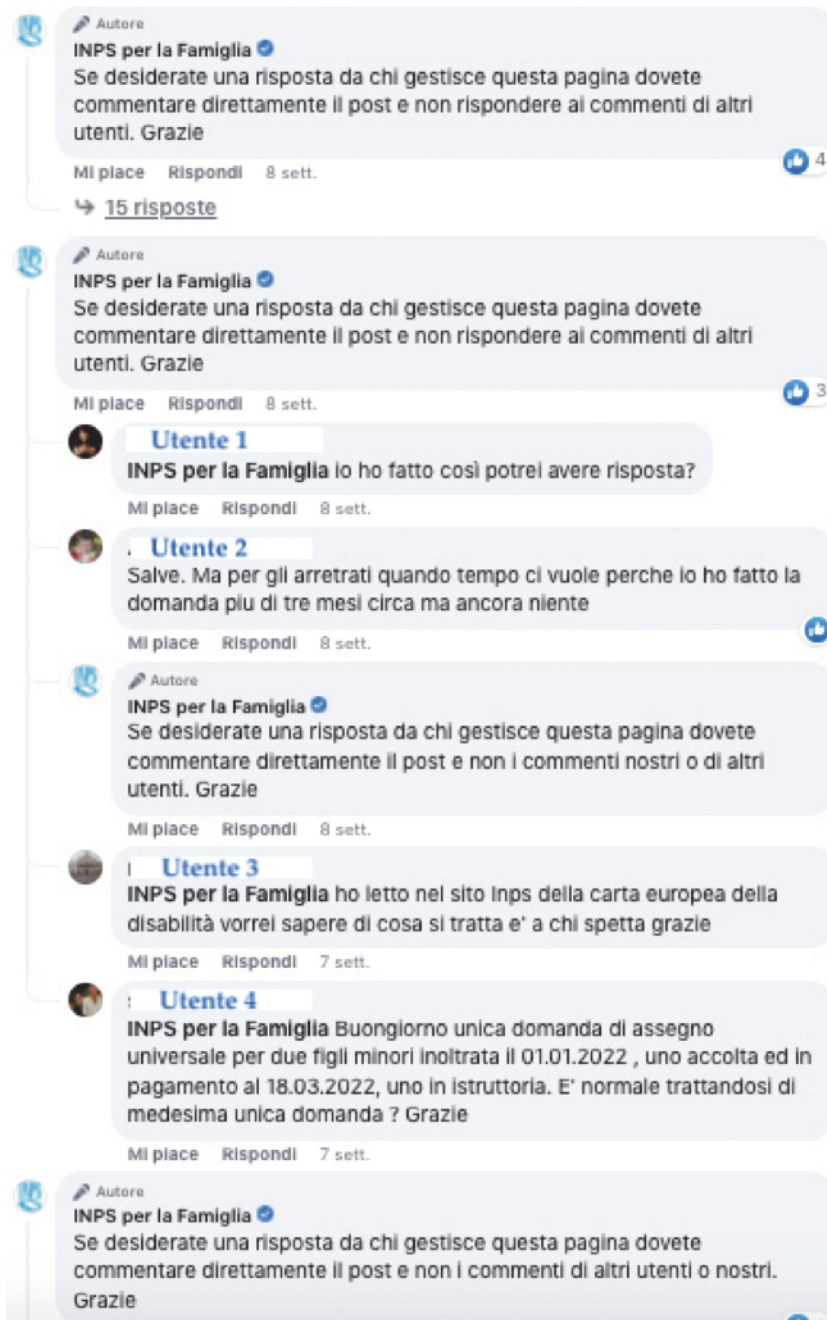 Autore
INPS per la Famiglia
Se desiderate una risposta da chi gestisce questa pagina dovete
commentare direttamente il post e non rispondere ai commenti di altri
utenti. Grazie
Mi piace Rispondi 8 sett.
4
15 risposte
Autore
INPS per la Famiglia
Se desiderate una risposta da chi gestisce questa pagina dovete
commentare direttamente il post e non rispondere ai commenti di altri
utenti. Grazie
Mi piace Rispondi 8 sett.
3
Utente 1
INPS per la Famiglia io ho fatto così potrei avere risposta?
Mi piace Rispondi 8 sett.
Utente 2
Salve. Ma per gli arretrati quando tempo ci vuole perche io ho fatto la
domanda piu di tre mesi circa ma ancora niente
Mi piace Rispondi 8 sett.
Autore
INPS per la Famiglia
Se desiderate una risposta da chi gestisce questa pagina dovete
commentare direttamente il post e non i commenti nostri o di altri
utenti. Grazie
Mi piace Rispondi 8 sett.
Utente 3
INPS per la Famiglia ho letto nel sito Inps della carta europea della
disabilità vorrei sapere di cosa si tratta e' a chi spetta grazie
Mi piace Rispondi 7 sett.
Utente 4
INPS per la Famiglia Buongiorno unica domanda di assegno
universale per due figli minori inoltrata il 01.01.2022 , uno accolta ed in
pagamento al 18.03.2022, uno in istruttoria. E' normale trattandosi di
medesima unica domanda ? Grazie
Mi piace Rispondi 7 sett.
Autore
INPS per la Famiglia
Se desiderate una risposta da chi gestisce questa pagina dovete
commentare direttamente il post e non i commenti di altri utenti o nostri.
Grazie